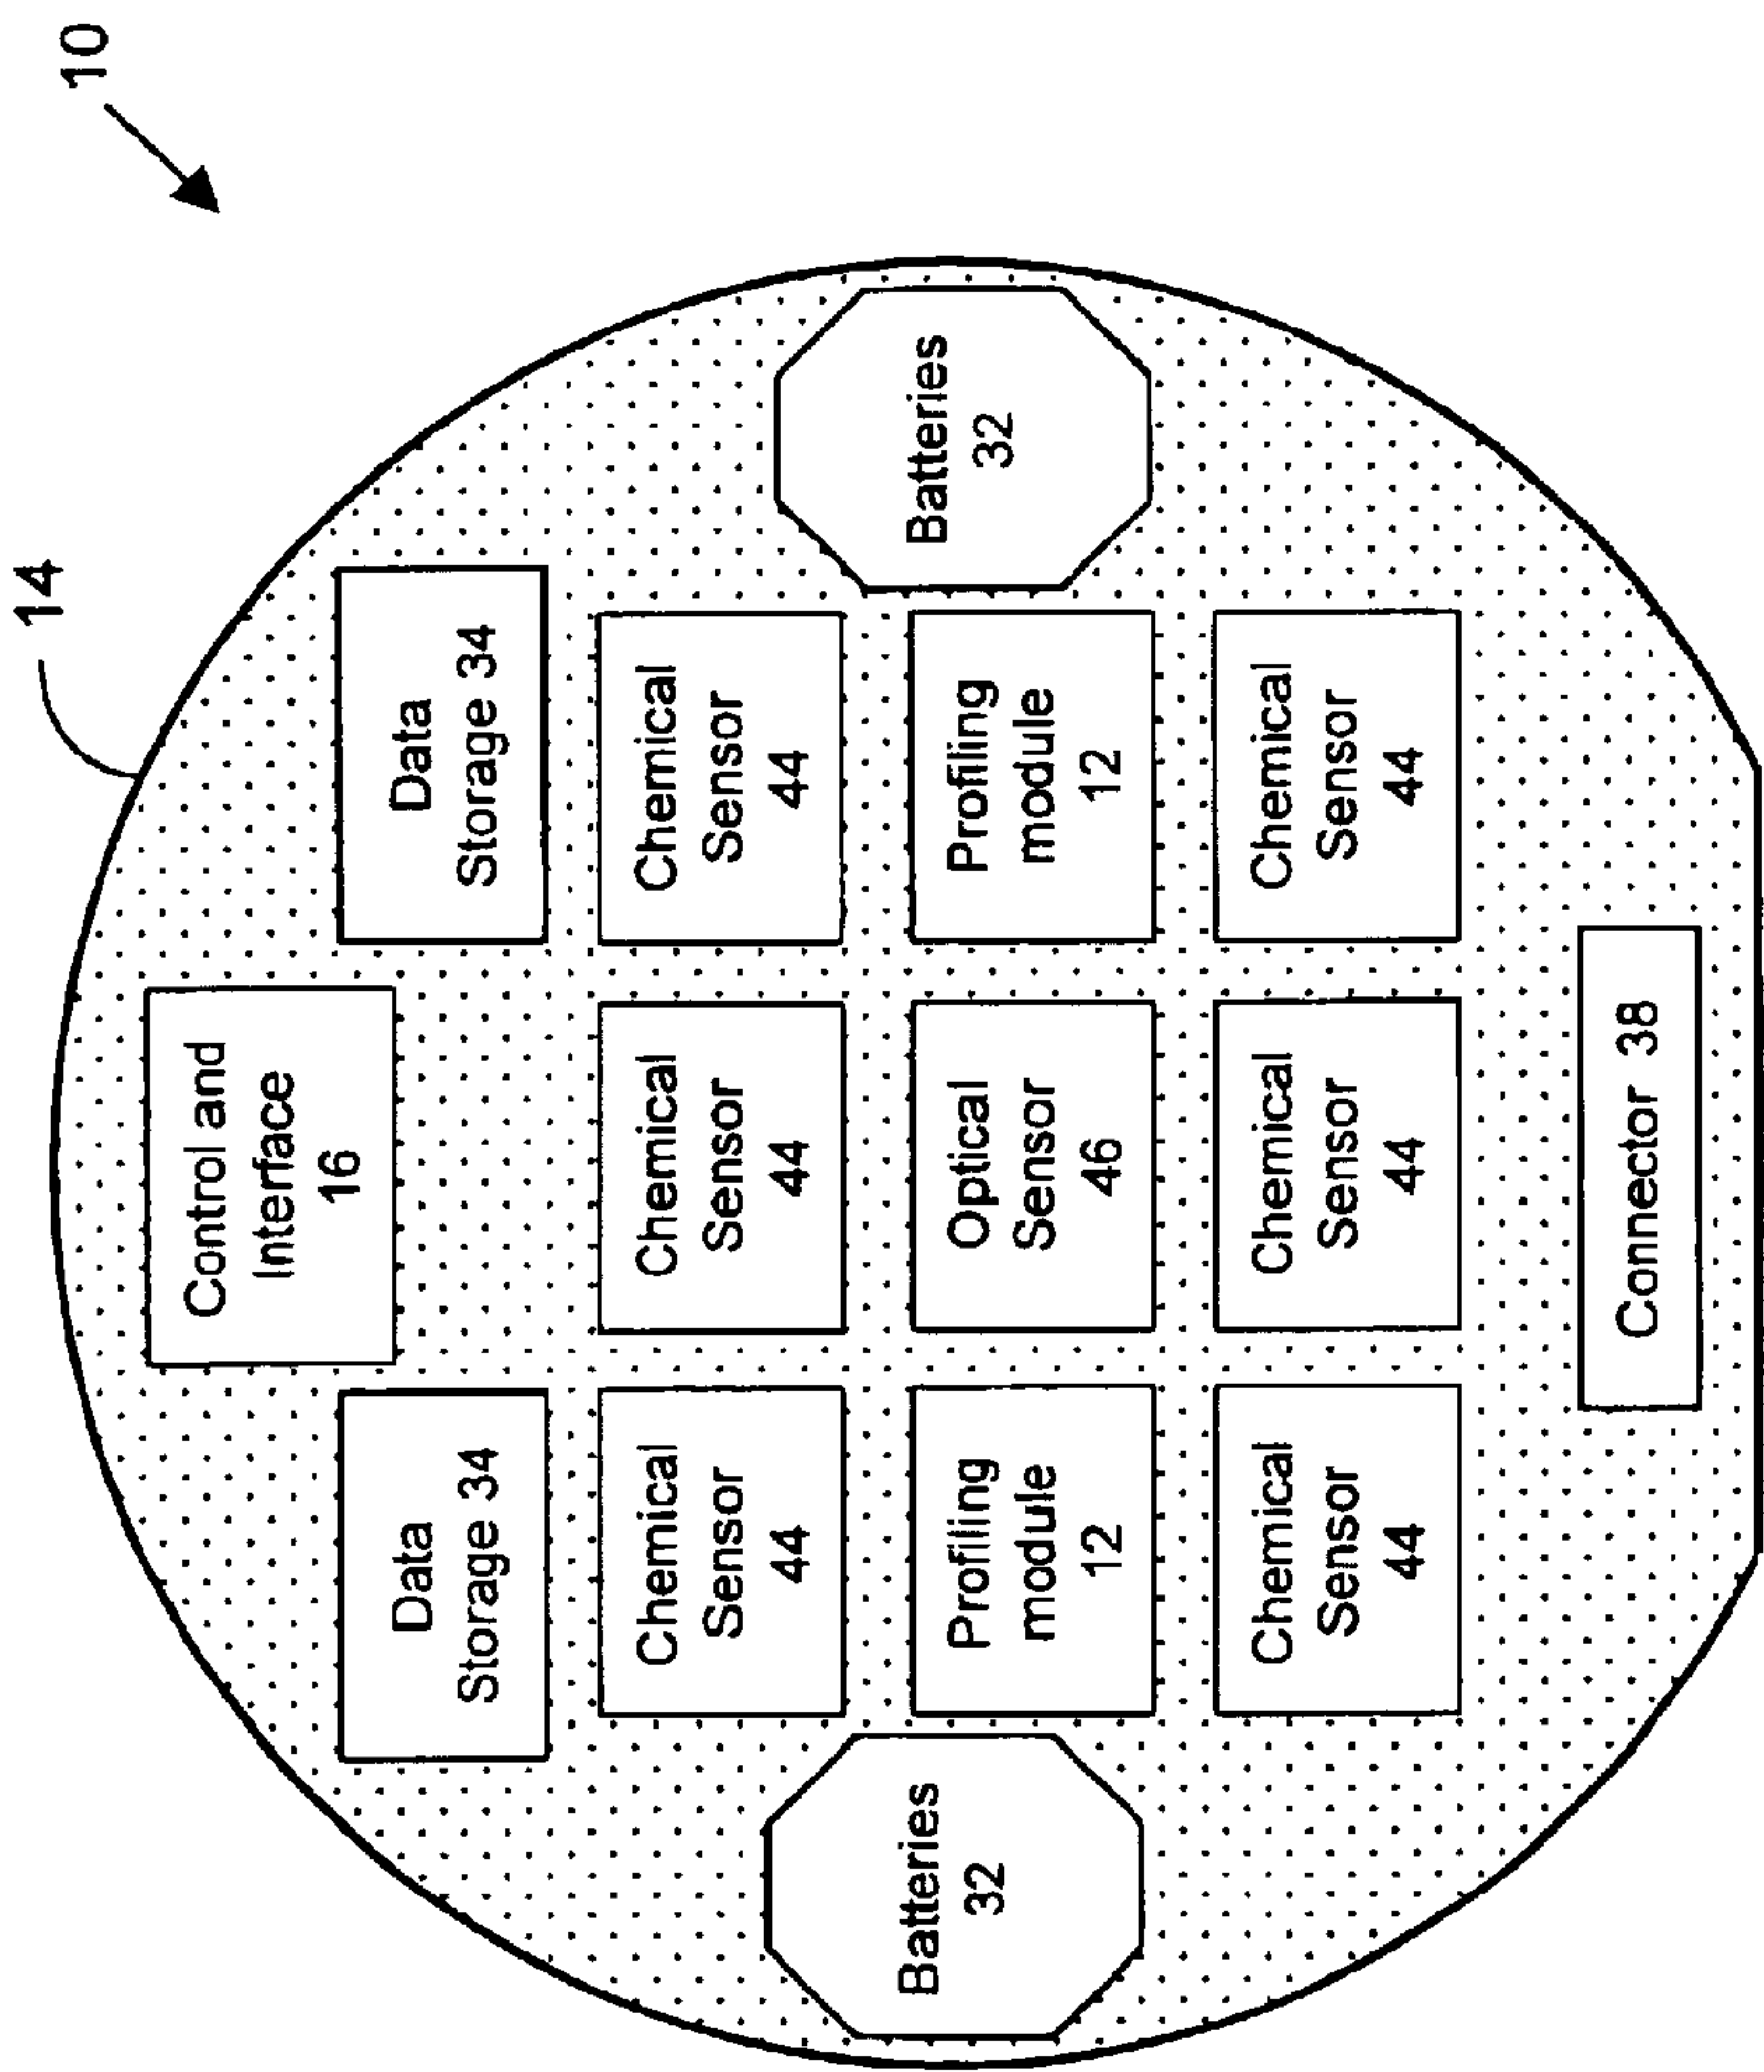 14
10
Control and
Interface
16
Data
Storage 34
Data
Storage 34
Chemical
Sensor
44
Chemical
Sensor
44
Chemical
Sensor
44
Batteries
32
Profiling
module
12
Optical
Sensor
46
Profiling
module
12
Batteries
32
Chemical
Sensor
44
Chemical
Sensor
44
Chemical
Sensor
44
Connector 38